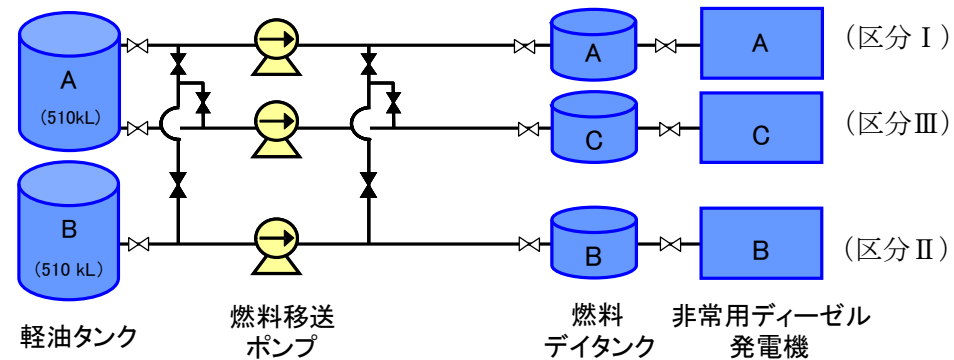 A
(510kL)
A
A
(区分Ⅰ)
C
C
(区分Ⅲ)
B
(510 kL)
B
B
(区分Ⅱ)
軽油タンク
燃料移送
ポンプ
燃料
デイタンク
非常用ディーゼル
発電機